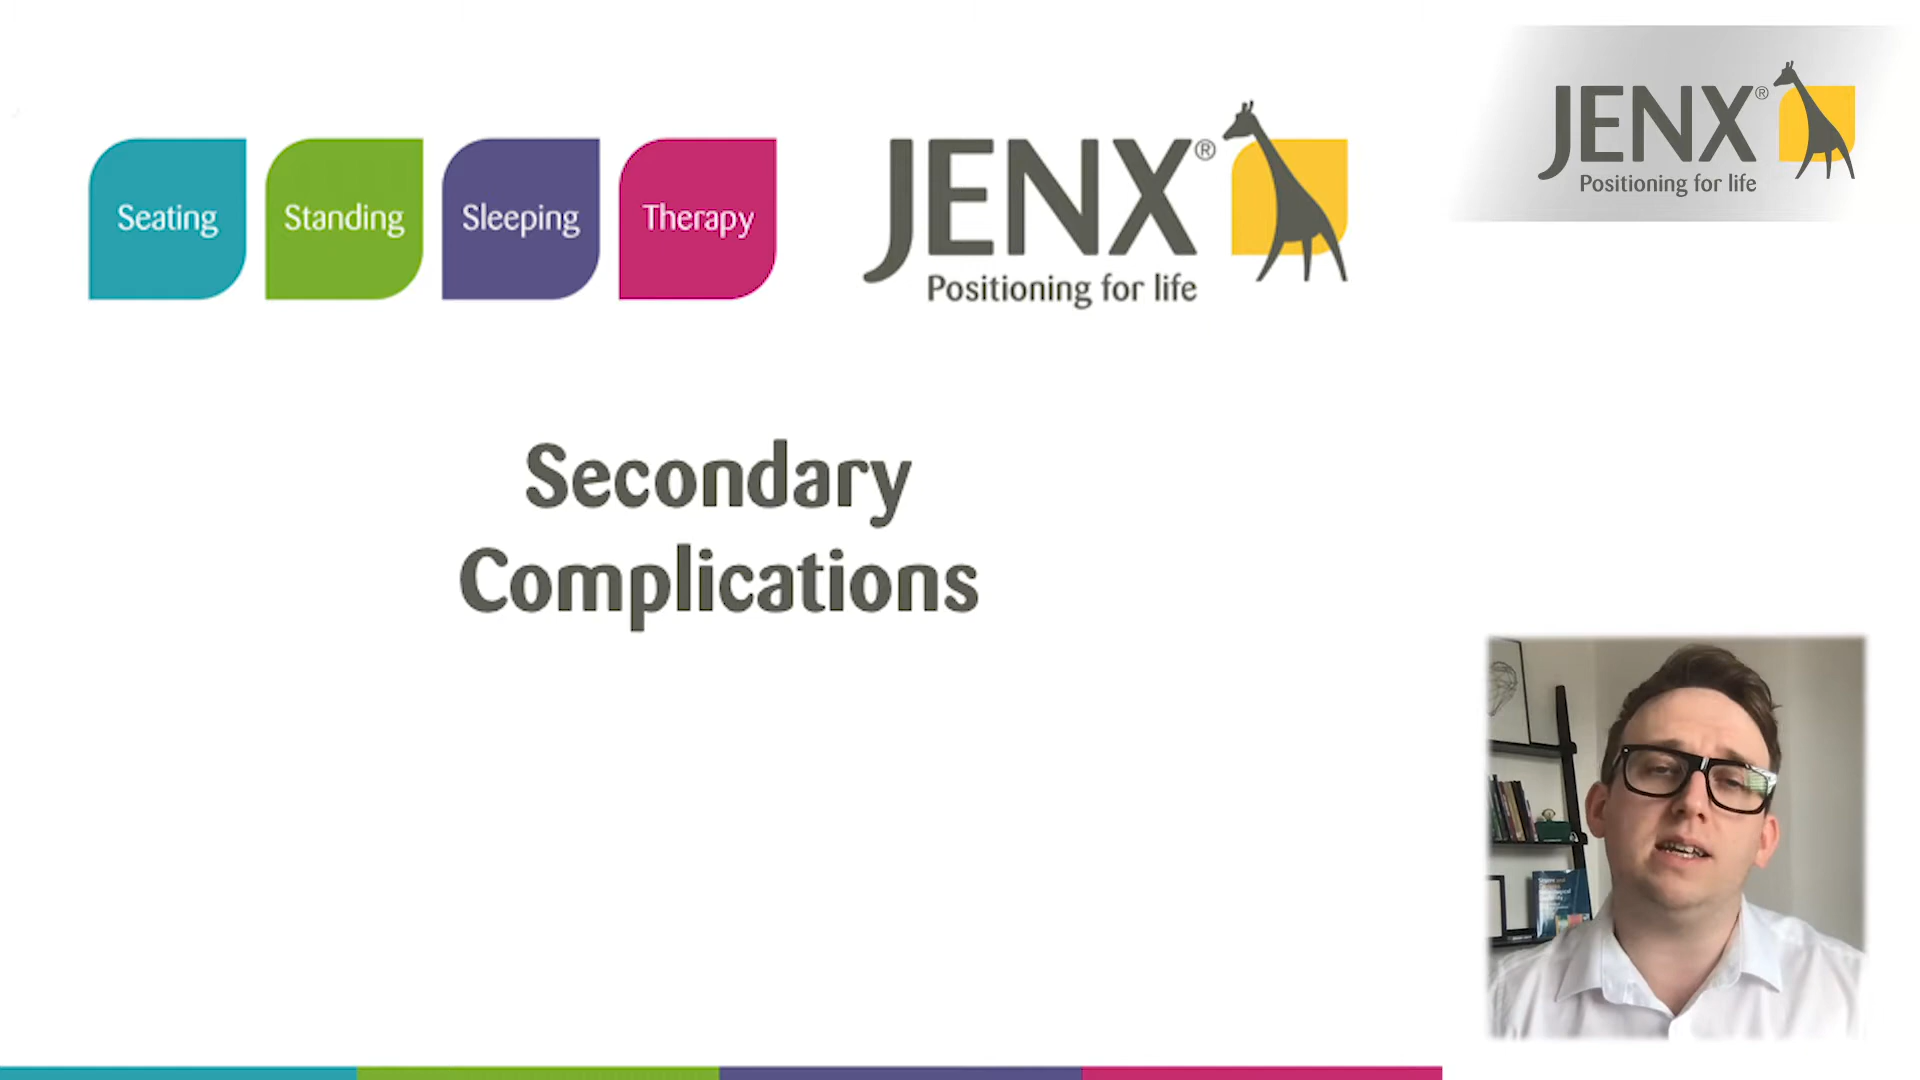 Seating
Standing
Sleeping
Therapy
JENX®
Positioning for life
JENX®
Positioning for life
Secondary
Complications